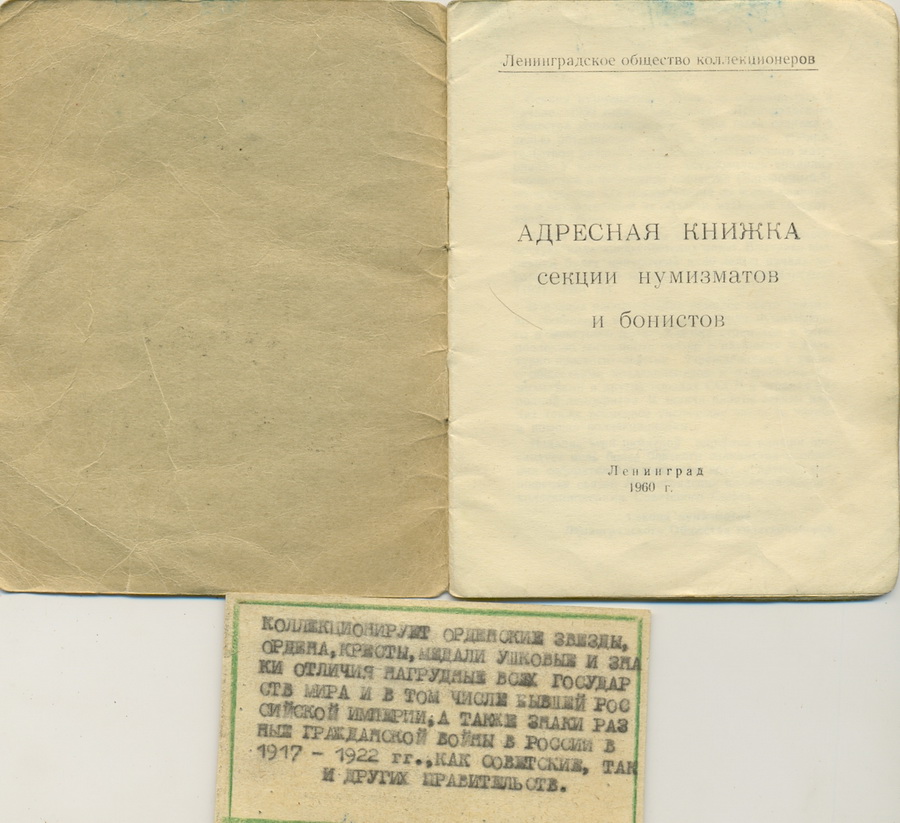 Ленинградское общество коллекционеров
АДРЕСНАЯ КНИЖКА
секции нумизматов
и бонистов
Ленинград
1960 г.
КОЛЛЕКЦИОНИРУЕТ ОРДЕНСКИЕ ЗВЕЗДЫ,
ОРДЕНА, КРЕСТЫ, МЕДАЛИ УШКОВЫЕ И ЗНА
КИ ОТЛИЧИЯ НАГРУДНЫЕ ВСЕХ ГОСУДАР
СТВ МИРА И В ТОМ ЧИСЛЕ БЫВШЕЙ РОС
СИЙСКОЙ ИМПЕРИИ, А ТАКЖЕ ЗНАКИ РАЗ
НЫЕ ГРАЖДАНСКОЙ ВОЙНЫ В РОССИИ В
1917 - 1922 гг., КАК СОВЕТСКИЕ, ТАК
И ДРУГИХ ПРАВИТЕЛЬСТВ.